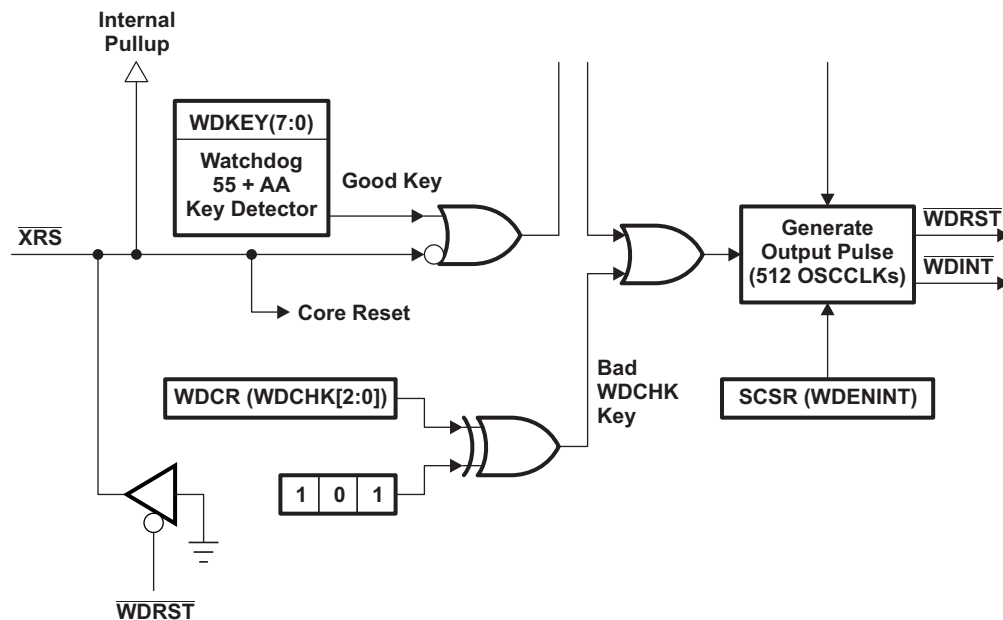 Internal
Pullup
WDKEY(7:0)
Watchdog
55 + AA
Key Detector
Good Key
XRS
Core Reset
Generate
Output Pulse
(512 OSCCLKs)
WDRST
WDINT
Bad
WDCHK
Key
WDCR (WDCHK[2:0])
SCSR (WDENINT)
1 0 1
WDRST